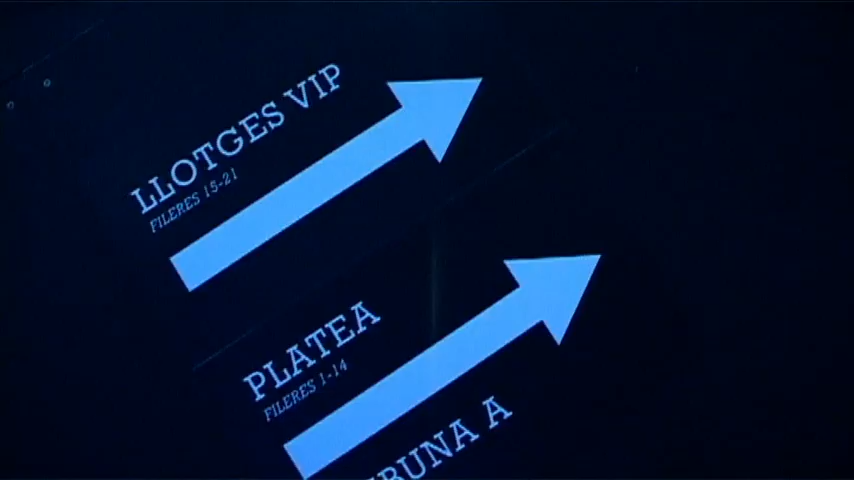 LLOTGES VIP
FILERES 15-21
PLATEA
FILERES 1-14
A